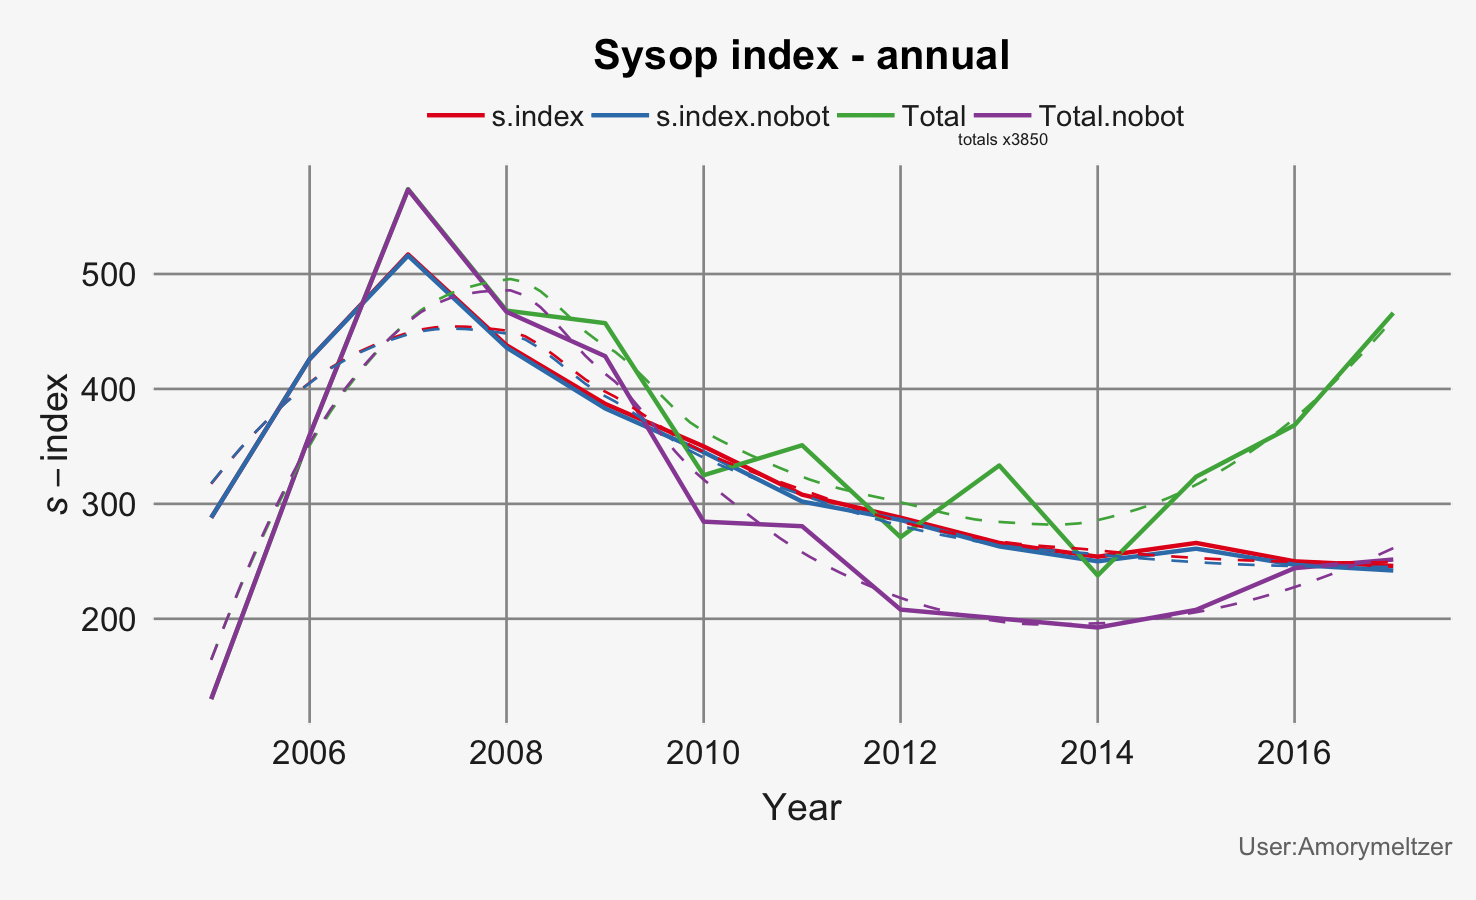 Sysop index - annual
s.index s.index.nobot Total Total.nobot
totals x3850
500
400
300
200
s – index
2006 2008 2010 2012 2014 2016
Year
User:Amorymeltzer